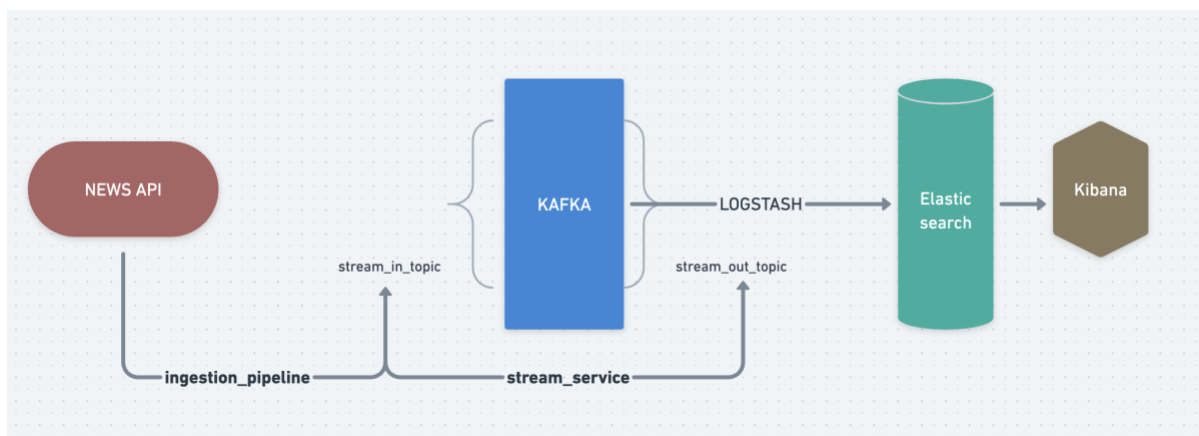 NEWS API
KAFKA
LOGSTASH
Elastic
search
Kibana
stream_in_topic
stream_out_topic
ingestion_pipeline
stream_service